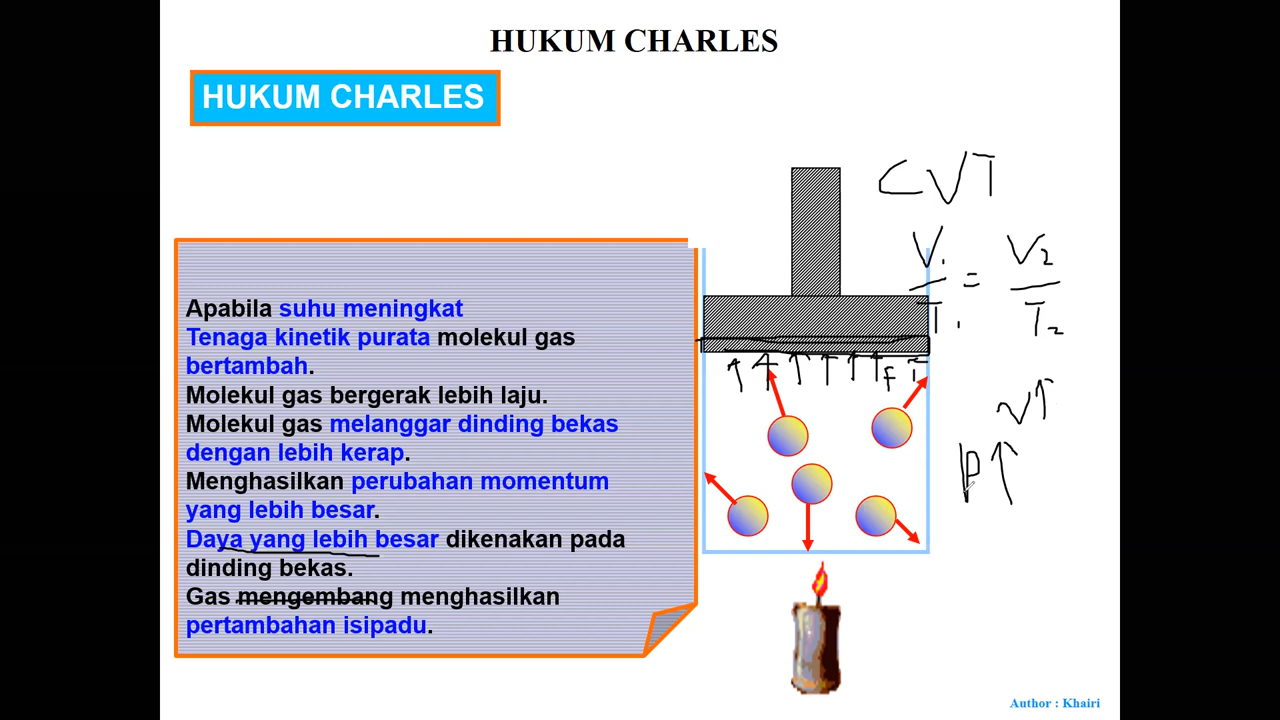 HUKUM CHARLES
HUKUM CHARLES
Apabila suhu meningkat
Tenaga kinetik purata molekul gas
bertambah.
Molekul gas bergerak lebih laju.
Molekul gas melanggar dinding bekas
dengan lebih kerap.
Menghasilkan perubahan momentum
yang lebih besar.
Daya yang lebih besar dikenakan pada
dinding bekas.
Gas mengembang menghasilkan
pertambahan isipadu.
CVT
V₁ = V₂
T₁ T₂
F
V↑
P↑
Author : Khairi